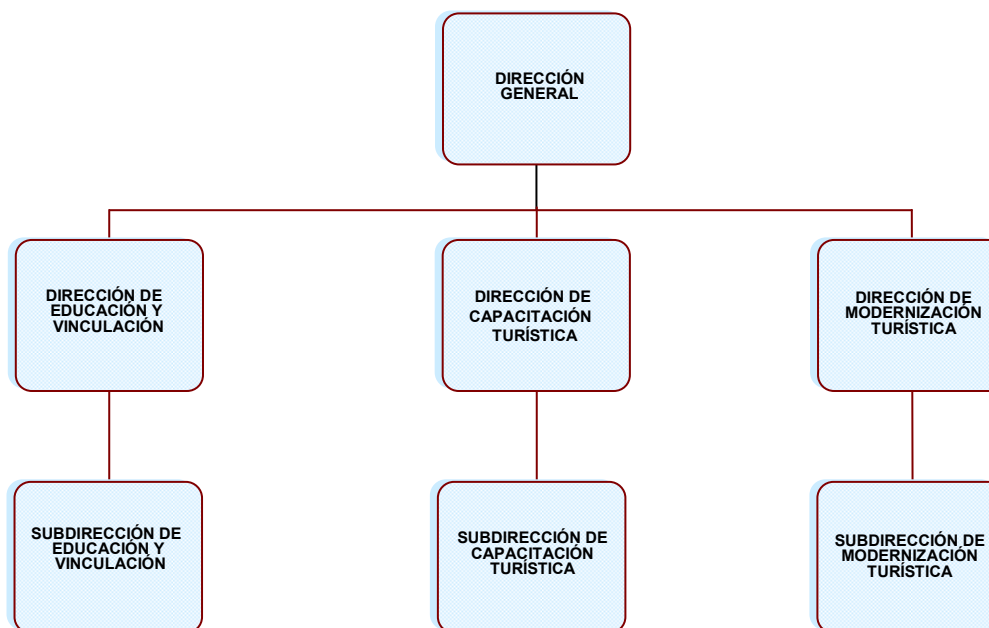 DIRECCIÓN
GENERAL
DIRECCIÓN DE
EDUCACIÓN Y
VINCULACIÓN
DIRECCIÓN DE
CAPACITACIÓN
TURÍSTICA
DIRECCIÓN DE
MODERNIZACIÓN
TURÍSTICA
SUBDIRECCIÓN DE
EDUCACIÓN Y
VINCULACIÓN
SUBDIRECCIÓN DE
CAPACITACIÓN
TURÍSTICA
SUBDIRECCIÓN DE
MODERNIZACIÓN
TURÍSTICA